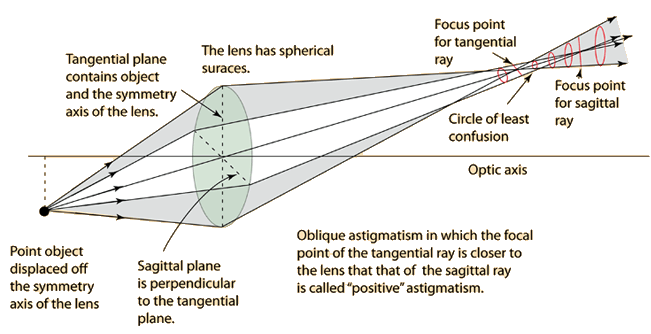 Focus point
for tangential
ray
Tangential plane
contains object
and the symmetry
axis of the lens.
The lens has spherical
suraces.
Focus point
for sagittal
ray
Circle of least
confusion
Optic axis
Point object
displaced off
the symmetry
axis of the lens
Sagittal plane
is perpendicular
to the tangential
plane.
Oblique astigmatism in which the focal
point of the tangential ray is closer to
the lens that that of the sagittal ray
is called "positive" astigmatism.